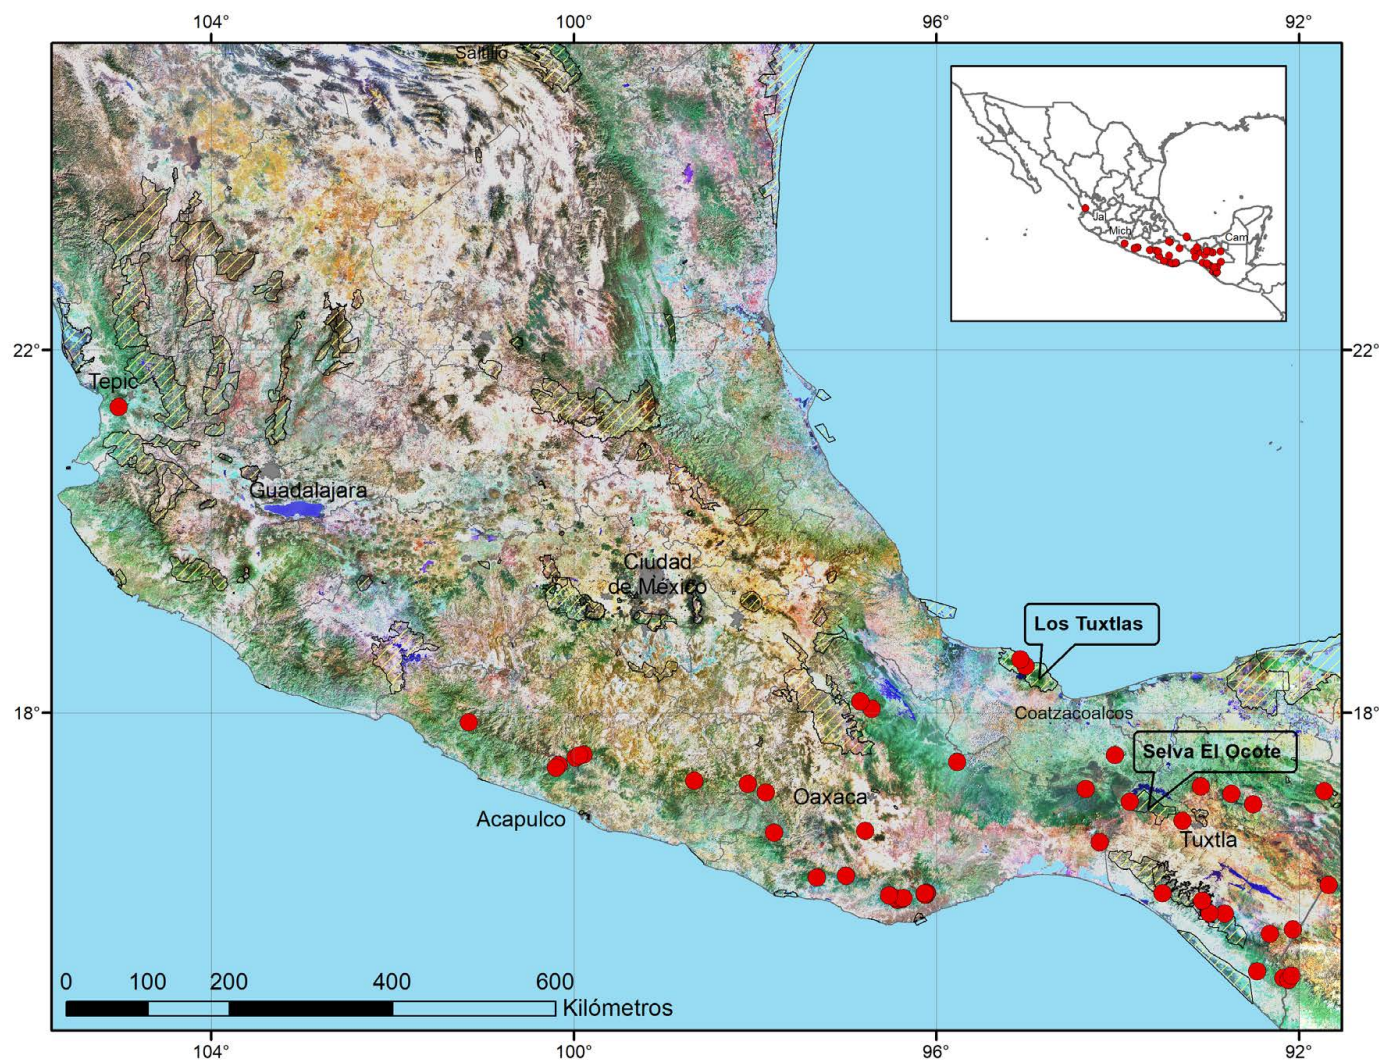 104°
100°
96°
92°
Saltillo
Ja
Mich
Cam
22°
22°
Tepic
Guadalajara
Ciudad
de México
Los Tuxtlas
18°
Coatzacoalcos
18°
Selva El Ocote
Oaxaca
Acapulco
Tuxtla
0
100
200
400
600
Kilómetros
104°
100°
96°
92°